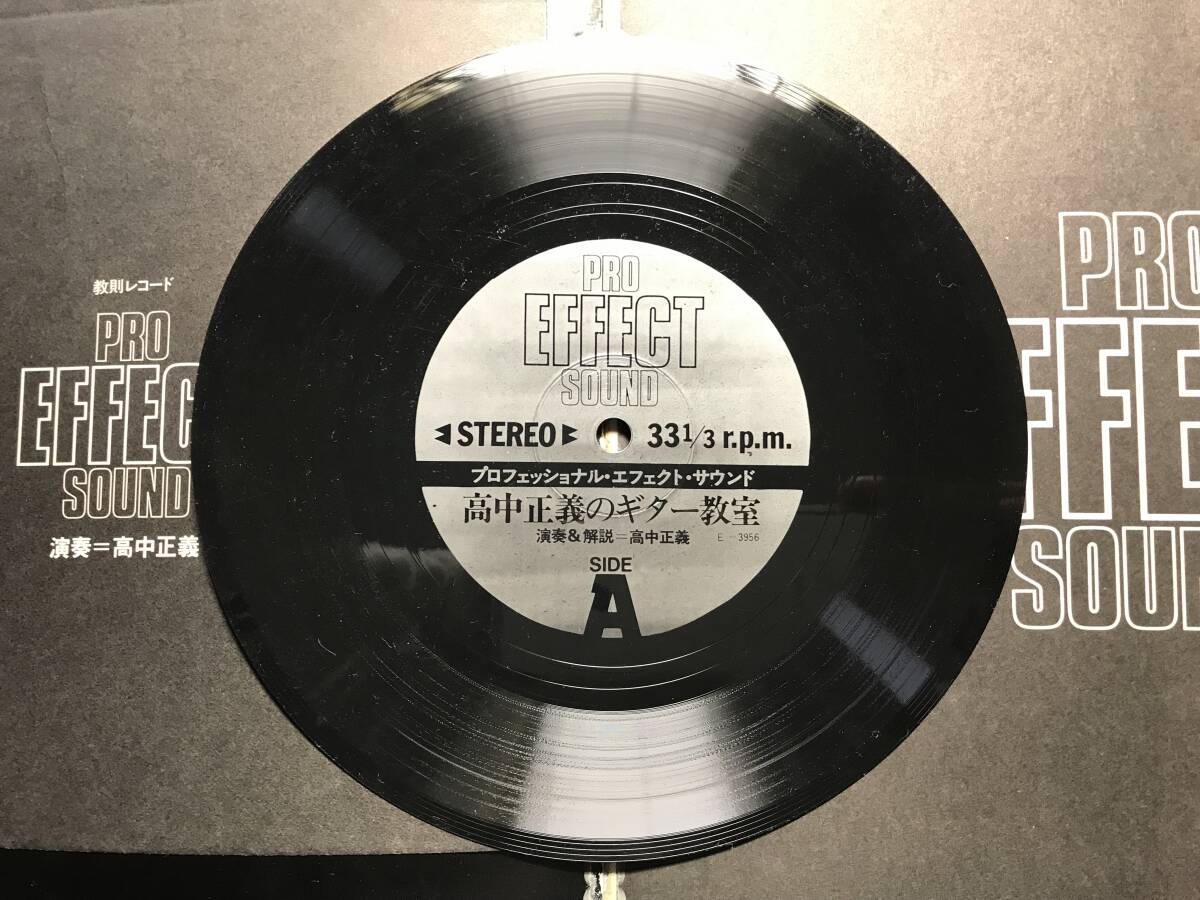 教則レコード
PRO
EFFEC
SOUND
演奏=高中正義
PRO
EFFECT
SOUND
◀STEREO▶ 33 1/3 r.p.m.
プロフェッショナル・エフェクト・サウンド
高中正義のギター教室
演奏&解説=高中正義 E-3956
SIDE
A
PRO
FFE
SOUN